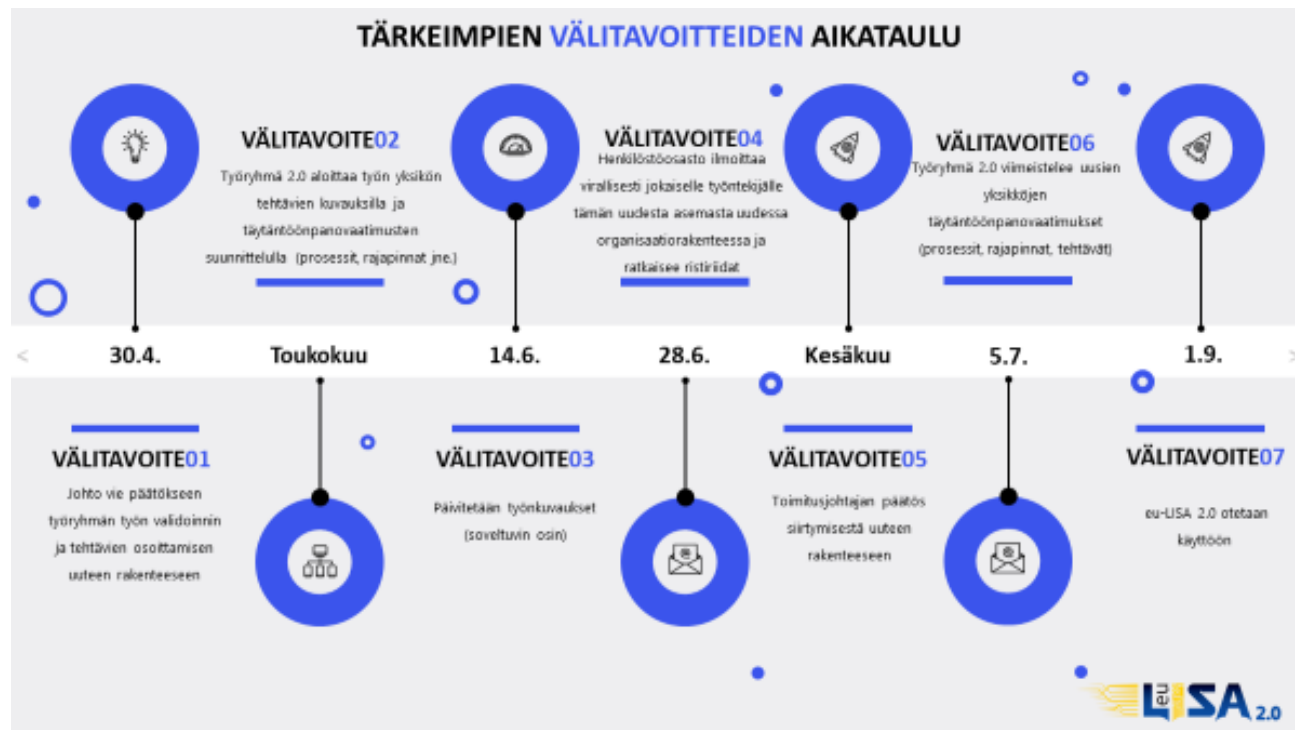 TÄRKEIMPIEN VÄLITAVOITTEIDEN AIKATAULU
VÄLITAVOITE02
Työryhmä 2.0 aloittaa työn yksikön
tehtävien kuvauksilla ja
täytäntöönpanovaatimusten
suunnittelulla (prosessit, rajapinnat jne.)
VÄLITAVOITE04
Henkilöstöosasto ilmoittaa
virallisesti jokaiselle työntekijälle
tämän uudesta asemasta uudessa
organisaatiorakenteessa ja
ratkaisee ristiriidat
VÄLITAVOITE06
Työryhmä 2.0 viimeistelee uusien
yksikköjen
täytäntöönpanovaatimukset
(prosessit, rajapinnat, tehtävät)
< 30.4. Toukokuu 14.6. 28.6. Kesäkuu 5.7. 1.9. >
VÄLITAVOITE01
Johto vie päätökseen
työryhmän työn validoinnin
ja tehtävien osoittamisen
uuteen rakenteeseen
VÄLITAVOITE03
Päivitetään työnkuvaukset
(soveltuvin osin)
VÄLITAVOITE05
Toimitusjohtajan päätös
siirtymisestä uuteen
rakenteeseen
VÄLITAVOITE07
eu-LISA 2.0 otetaan
käyttöön
eu LISA 2.0